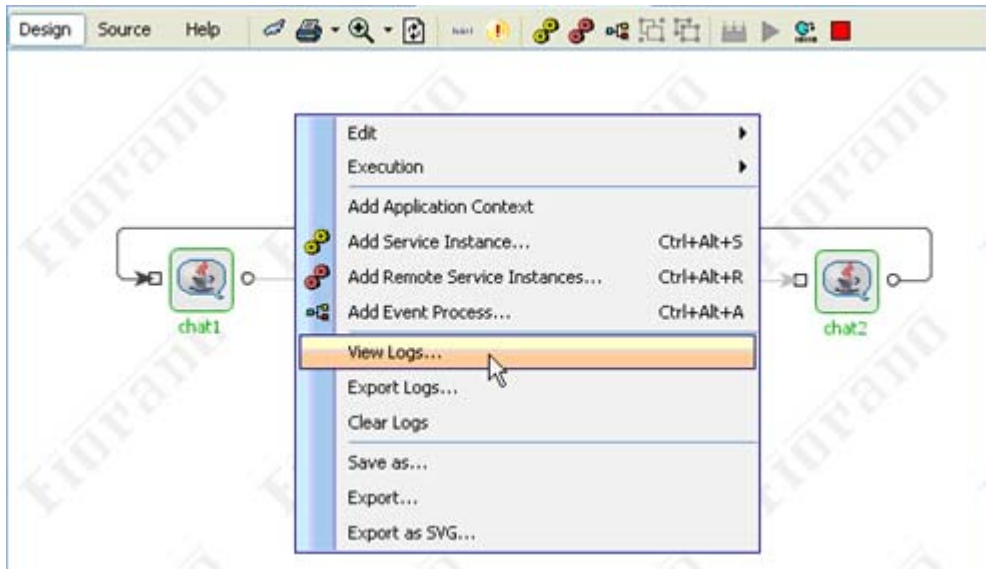 Design Source Help
Fiorano
Edit
Execution
Add Application Context
Add Service Instance... Ctrl+Alt+S
Add Remote Service Instances... Ctrl+Alt+R
Add Event Process... Ctrl+Alt+A
chat1
chat2
View Logs...
Export Logs...
Clear Logs
Save as...
Export...
Export as SVG...